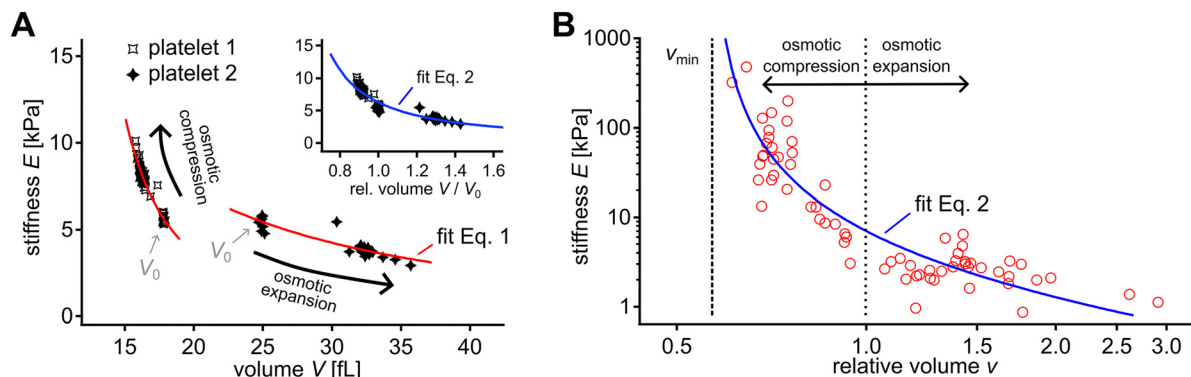 A
platelet 1
platelet 2
stiffness E [kPa]
15
10
5
0
osmotic
compression
V0
V0
osmotic
expansion
fit Eq. 1
15
20
25
30
35
40
volume V [fL]
15
10
5
0
fit Eq. 2
0.8
1.0
1.2
1.4
1.6
rel. volume V / V0
B
stiffness E [kPa]
1000
100
10
1
vmin
osmotic
compression
osmotic
expansion
fit Eq. 2
0.5
1.0
1.5
2.0
2.5
3.0
relative volume v